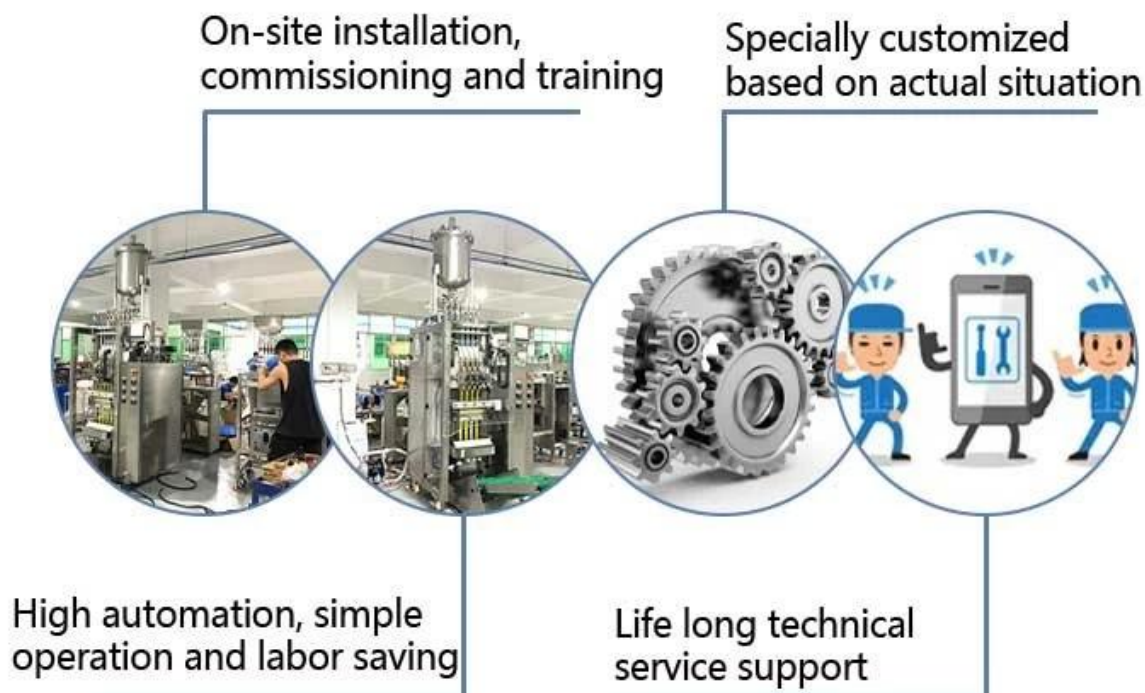 On-site installation,
commissioning and training
Specially customized
based on actual situation
High automation, simple
operation and labor saving
Life long technical
service support